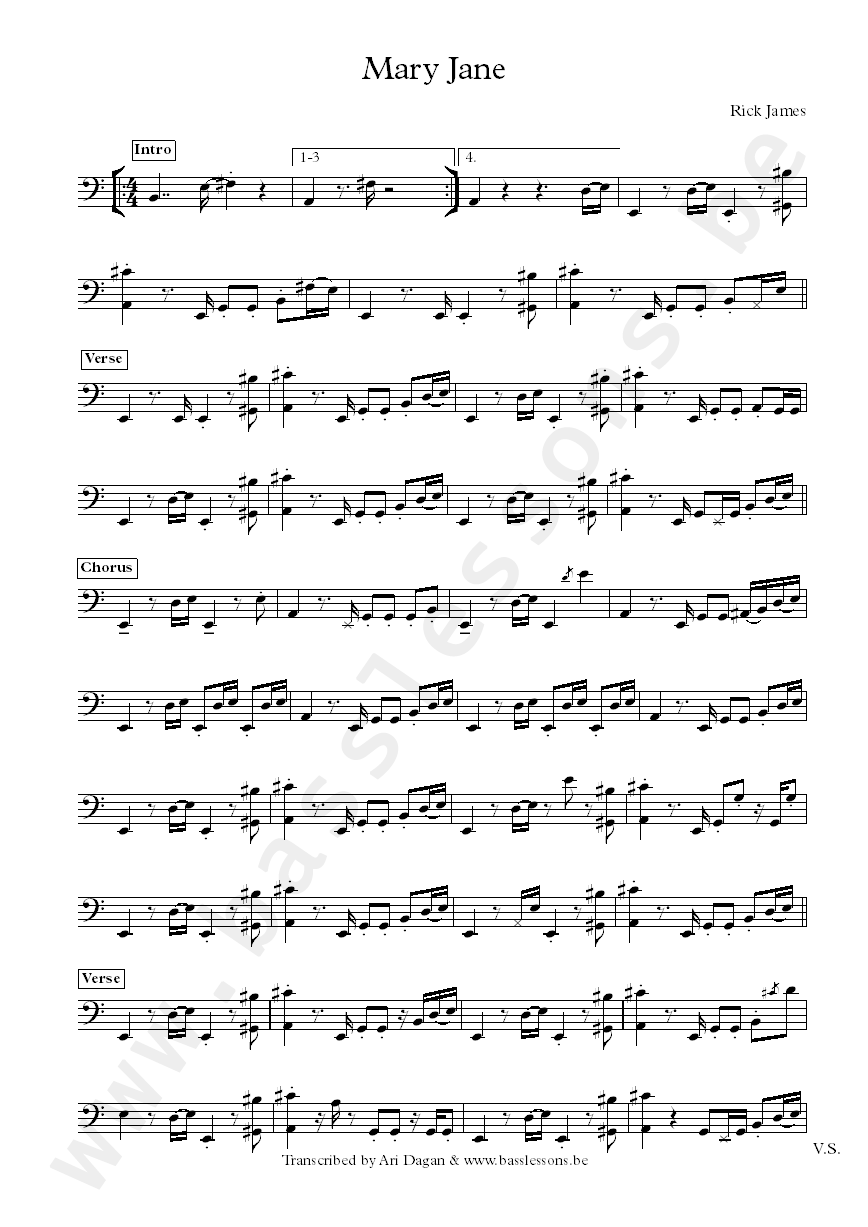 Mary Jane
Rick James
Intro
1-3
4.
Verse
Chorus
Verse
V.S.
Transcribed by Ari Dagan & www.basslessons.be
www.basslessons.be